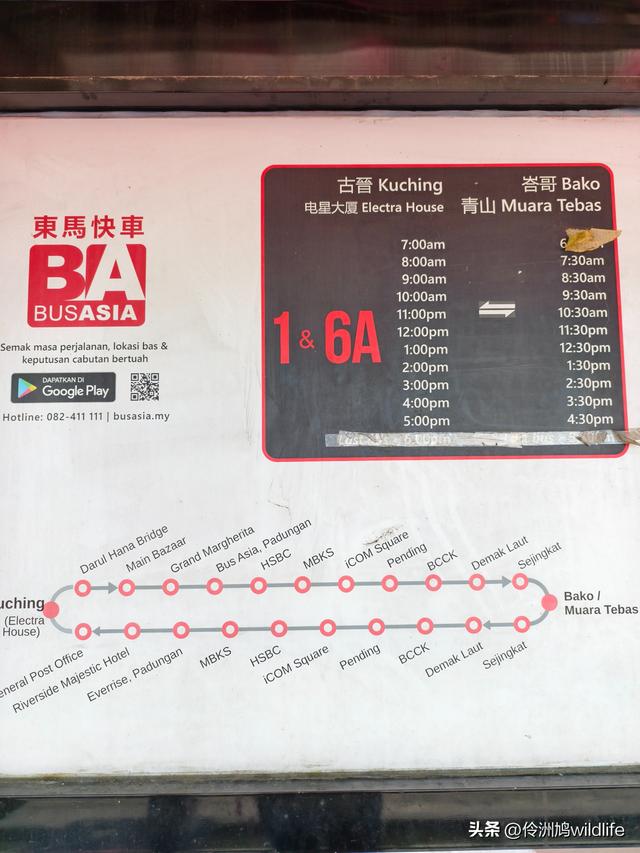 東馬快車
BA
BUSASIA
Semak masa perjalanan, lokasi bas &
keputusan cabutan bertuah
DAPATKAN DI
Google Play
Hotline: 082-411 111 | busasia.my
古晉 Kuching
电星大厦 Electra House
峇哥 Bako
青山 Muara Tebas
1 & 6A
7:00am
8:00am 7:30am
9:00am 8:30am
10:00am 9:30am
11:00pm 10:30am
12:00pm 11:30pm
1:00pm 12:30pm
2:00pm 1:30pm
3:00pm 2:30pm
4:00pm 3:30pm
5:00pm 4:30pm
Darul Hana Bridge
Main Bazaar
Grand Margherita
Bus Asia, Padungan
HSBC
MBKS
iCOM Square
Pending
BCCK
Demak Laut
Sejingkat
uching
(Electra
House)
Bako /
Muara Tebas
eneral Post Office
Riverside Majestic Hotel
Everrise, Padungan
MBKS
HSBC
iCOM Square
Pending
BCCK
Demak Laut
Sejingkat
头条 @伶洲鸠wildlife